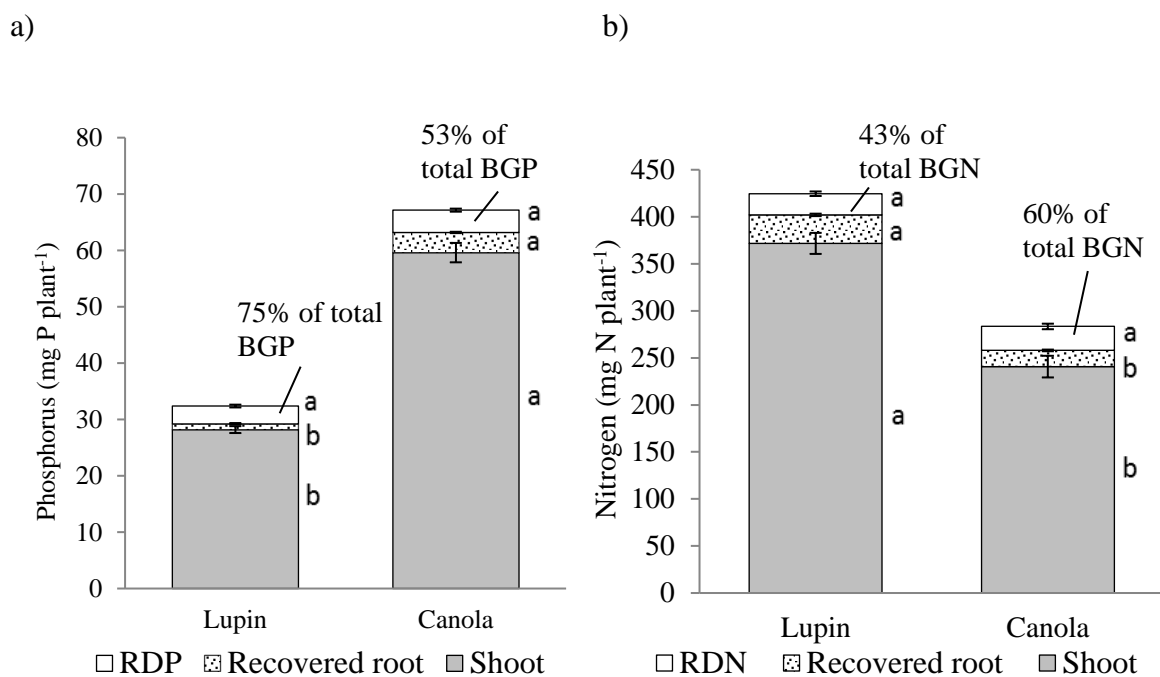 a)
80
70
60
50
40
30
20
10
0
Phosphorus (mg P plant⁻¹)
75% of total
BGP
53% of
total BGP
a
b
b
a
a
a
Lupin
Canola
RDP
Recovered root
Shoot
b)
450
400
350
300
250
200
150
100
50
0
Nitrogen (mg N plant⁻¹)
43% of
total BGN
60% of
total BGN
a
a
a
a
b
b
Lupin
Canola
RDN
Recovered root
Shoot